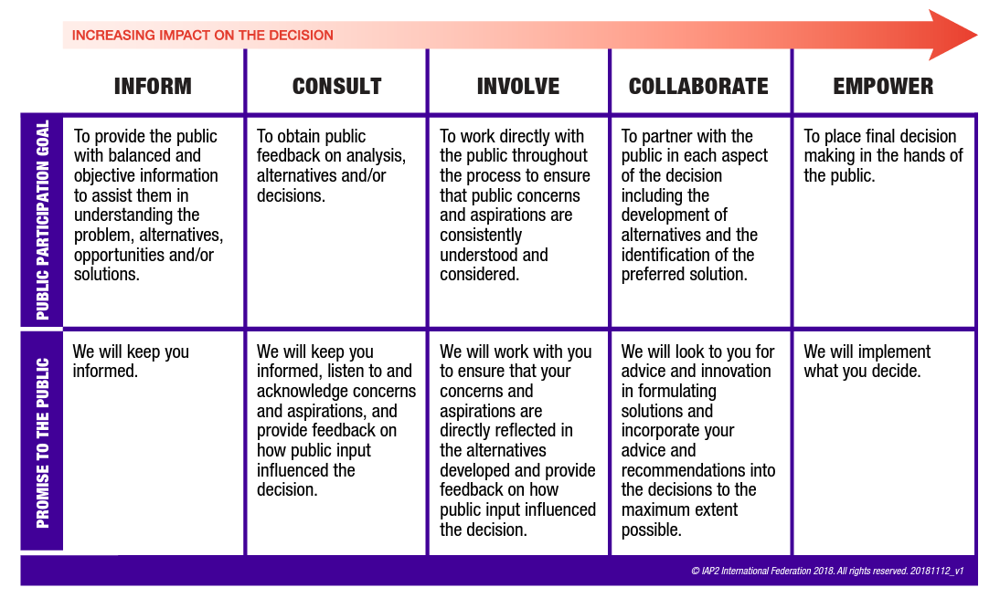 INCREASING IMPACT ON THE DECISION
INFORM
CONSULT
INVOLVE
COLLABORATE
EMPOWER
PUBLIC PARTICIPATION GOAL
To provide the public
with balanced and
objective information
to assist them in
understanding the
problem, alternatives,
opportunities and/or
solutions.
To obtain public
feedback on analysis,
alternatives and/or
decisions.
To work directly with
the public throughout
the process to ensure
that public concerns
and aspirations are
consistently
understood and
considered.
To partner with the
public in each aspect
of the decision
including the
development of
alternatives and the
identification of the
preferred solution.
To place final decision
making in the hands of
the public.
PROMISE TO THE PUBLIC
We will keep you
informed.
We will keep you
informed, listen to and
acknowledge concerns
and aspirations, and
provide feedback on
how public input
influenced the
decision.
We will work with you
to ensure that your
concerns and
aspirations are
directly reflected in
the alternatives
developed and provide
feedback on how
public input influenced
the decision.
We will look to you for
advice and innovation
in formulating
solutions and
incorporate your
advice and
recommendations into
the decisions to the
maximum extent
possible.
We will implement
what you decide.
© IAP2 International Federation 2018. All rights reserved. 20181112_v1